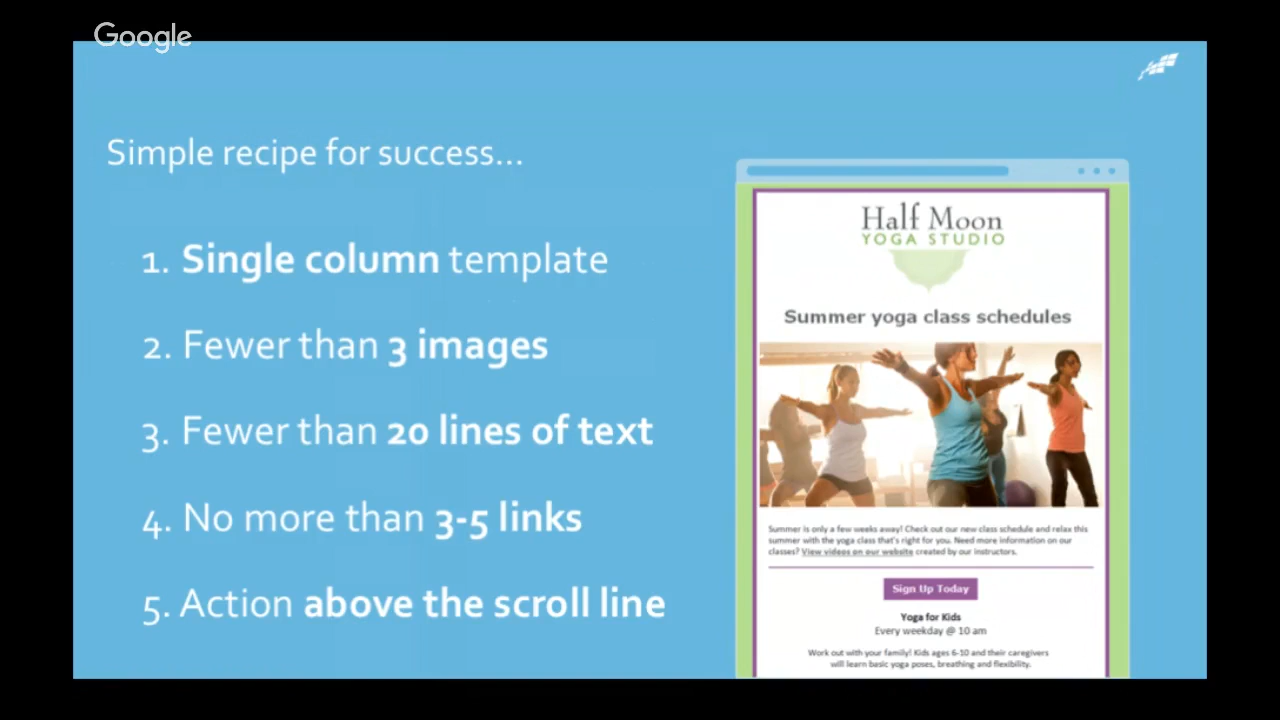 Google
Simple recipe for success...
1. Single column template
2. Fewer than 3 images
3. Fewer than 20 lines of text
4. No more than 3-5 links
5. Action above the scroll line
Half Moon
YOGA STUDIO
Summer yoga class schedules
Summer is only a few weeks away! Check out our new class schedule and relax this
summer with the yoga class that's right for you. Need more information on our
classes? View videos on our website created by our instructors.
Sign Up Today
Yoga for Kids
Every weekday @ 10 am
Work out with your family! Kids ages 6-10 and their caregivers
will learn basic yoga poses, breathing and flexibility.